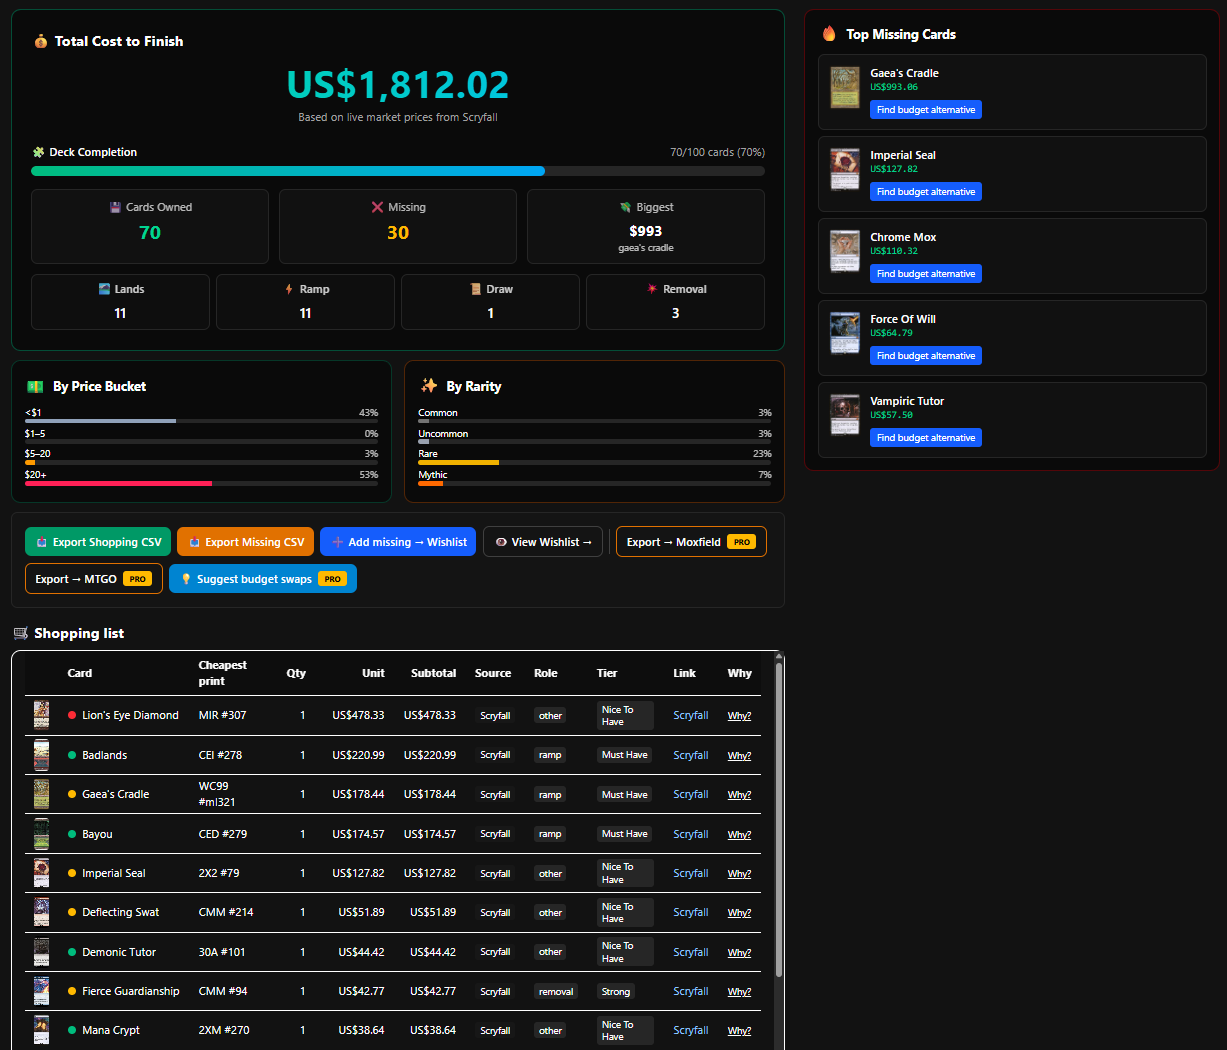 Total Cost to Finish
US$1,812.02
Based on live market prices from Scryfall
Deck Completion
70/100 cards (70%)
Cards Owned
70
Missing
30
Biggest
$993
gaea's cradle
Lands
11
Ramp
11
Draw
1
Removal
3
By Price Bucket
<$1 43%
$1–5 0%
$5–20 3%
$20+ 53%
By Rarity
Common 3%
Uncommon 3%
Rare 23%
Mythic 7%
Export Shopping CSV
Export Missing CSV
Add missing → Wishlist
View Wishlist →
Export → Moxfield PRO
Export → MTGO PRO
Suggest budget swaps PRO
Top Missing Cards
Gaea's Cradle
US$993.06
Find budget alternative
Imperial Seal
US$127.82
Find budget alternative
Chrome Mox
US$110.32
Find budget alternative
Force Of Will
US$64.79
Find budget alternative
Vampiric Tutor
US$57.50
Find budget alternative
Shopping list
Card Cheapest print Qty Unit Subtotal Source Role Tier Link Why
Lion's Eye Diamond MIR #307 1 US$478.33 US$478.33 Scryfall other Nice To Have Scryfall Why?
Badlands CEI #278 1 US$220.99 US$220.99 Scryfall ramp Must Have Scryfall Why?
Gaea's Cradle WC99 #ml321 1 US$178.44 US$178.44 Scryfall ramp Must Have Scryfall Why?
Bayou CED #279 1 US$174.57 US$174.57 Scryfall ramp Must Have Scryfall Why?
Imperial Seal 2X2 #79 1 US$127.82 US$127.82 Scryfall other Nice To Have Scryfall Why?
Deflecting Swat CMM #214 1 US$51.89 US$51.89 Scryfall other Nice To Have Scryfall Why?
Demonic Tutor 30A #101 1 US$44.42 US$44.42 Scryfall other Nice To Have Scryfall Why?
Fierce Guardianship CMM #94 1 US$42.77 US$42.77 Scryfall removal Strong Scryfall Why?
Mana Crypt 2XM #270 1 US$38.64 US$38.64 Scryfall other Nice To Have Scryfall Why?